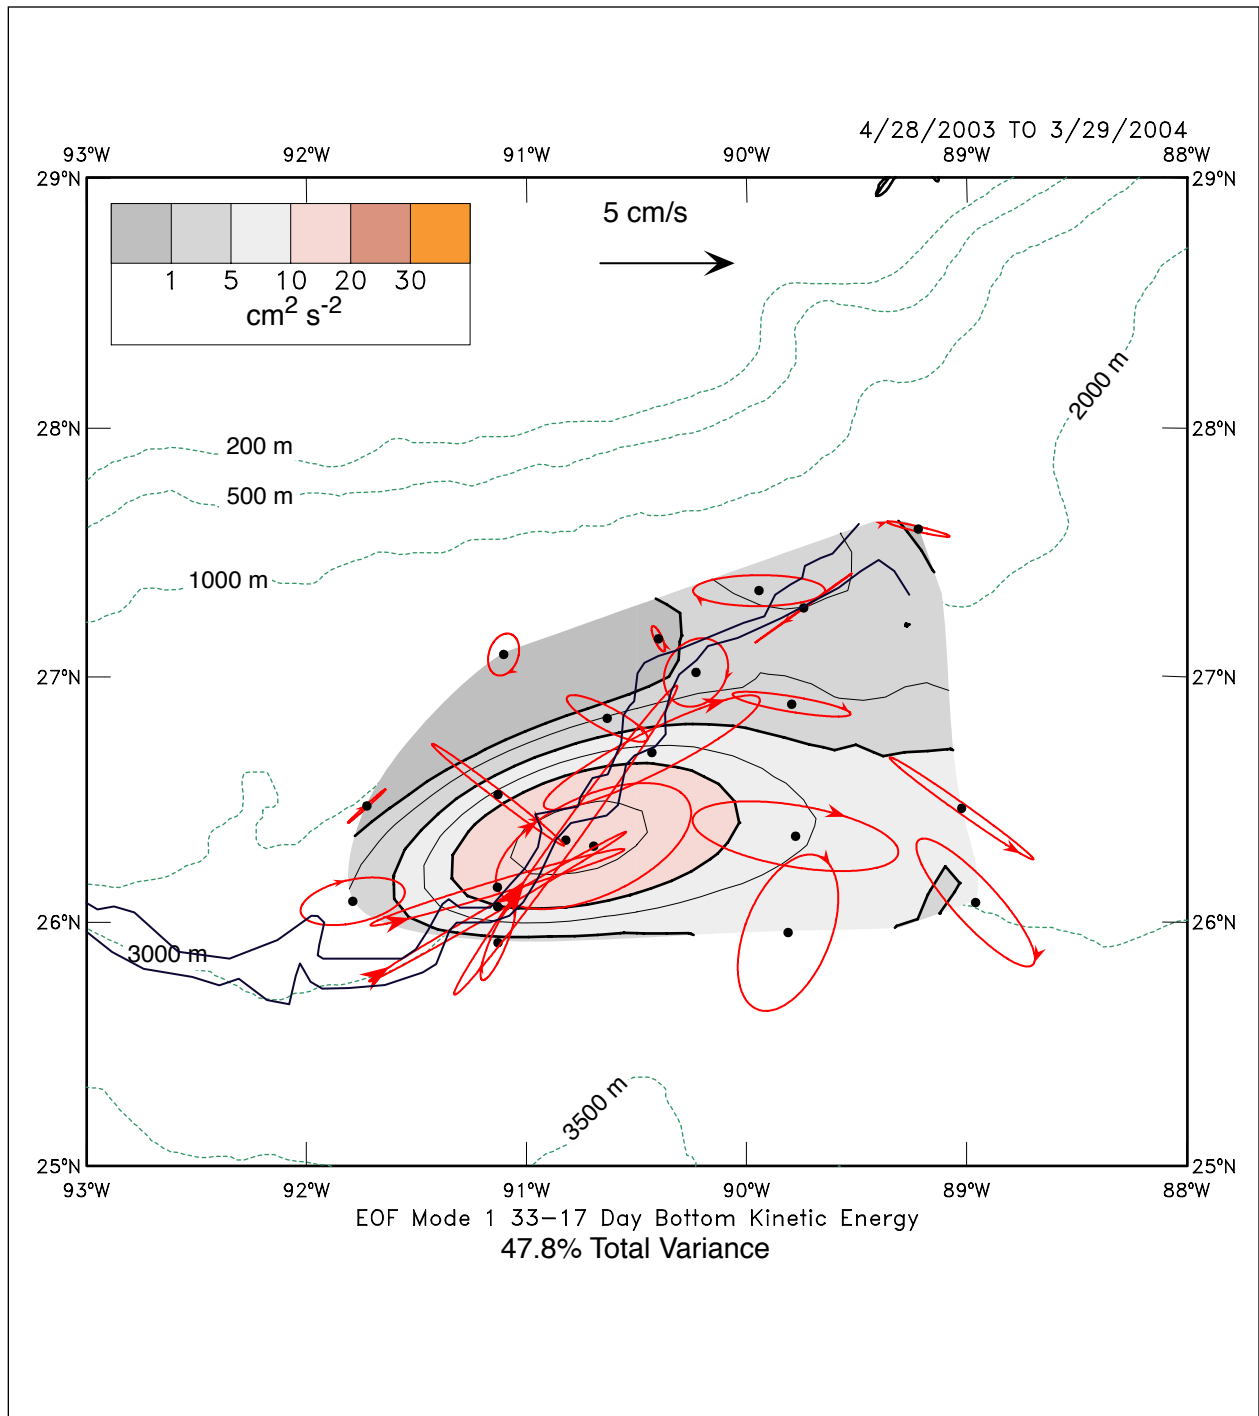 4/28/2003 TO 3/29/2004
93°W 92°W 91°W 90°W 89°W 88°W
29°N 29°N
5 cm/s
1 5 10 20 30
cm2 s-2
2000 m
28°N 28°N
200 m
500 m
1000 m
27°N 27°N
26°N 26°N
3000 m
3500 m
25°N 25°N
93°W 92°W 91°W 90°W 89°W 88°W
EOF Mode 1 33-17 Day Bottom Kinetic Energy
47.8% Total Variance